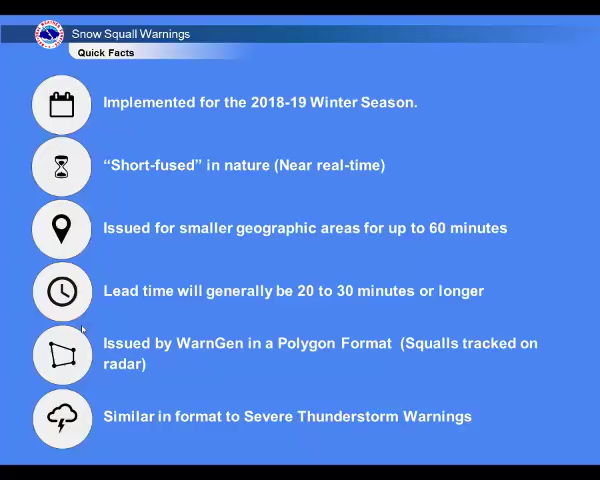 Snow Squall Warnings
Quick Facts
Implemented for the 2018-19 Winter Season.
“Short-fused” in nature (Near real-time)
Issued for smaller geographic areas for up to 60 minutes
Lead time will generally be 20 to 30 minutes or longer
Issued by WarnGen in a Polygon Format  (Squalls tracked on
radar)
Similar in format to Severe Thunderstorm Warnings